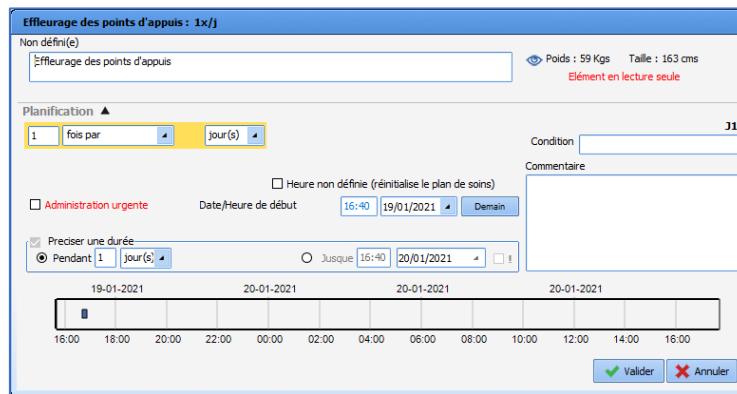 Effleurage des points d'appuis : 1x/j
Non défini(e)
Effleurage des points d'appuis
Poids : 59 Kgs Taille : 163 cms
Elément en lecture seule
Planification ▲
J1
1 fois par jour(s)
Condition
Commentaire
Heure non définie (réinitialise le plan de soins)
Administration urgente Date/Heure de début 16:40 19/01/2021 Demain
Preciser une durée
Pendant 1 jour(s) Jusque 16:40 20/01/2021 !
19-01-2021 20-01-2021 20-01-2021 20-01-2021
16:00 18:00 20:00 22:00 00:00 02:00 04:00 06:00 08:00 10:00 12:00 14:00 16:00
Valider Annuler